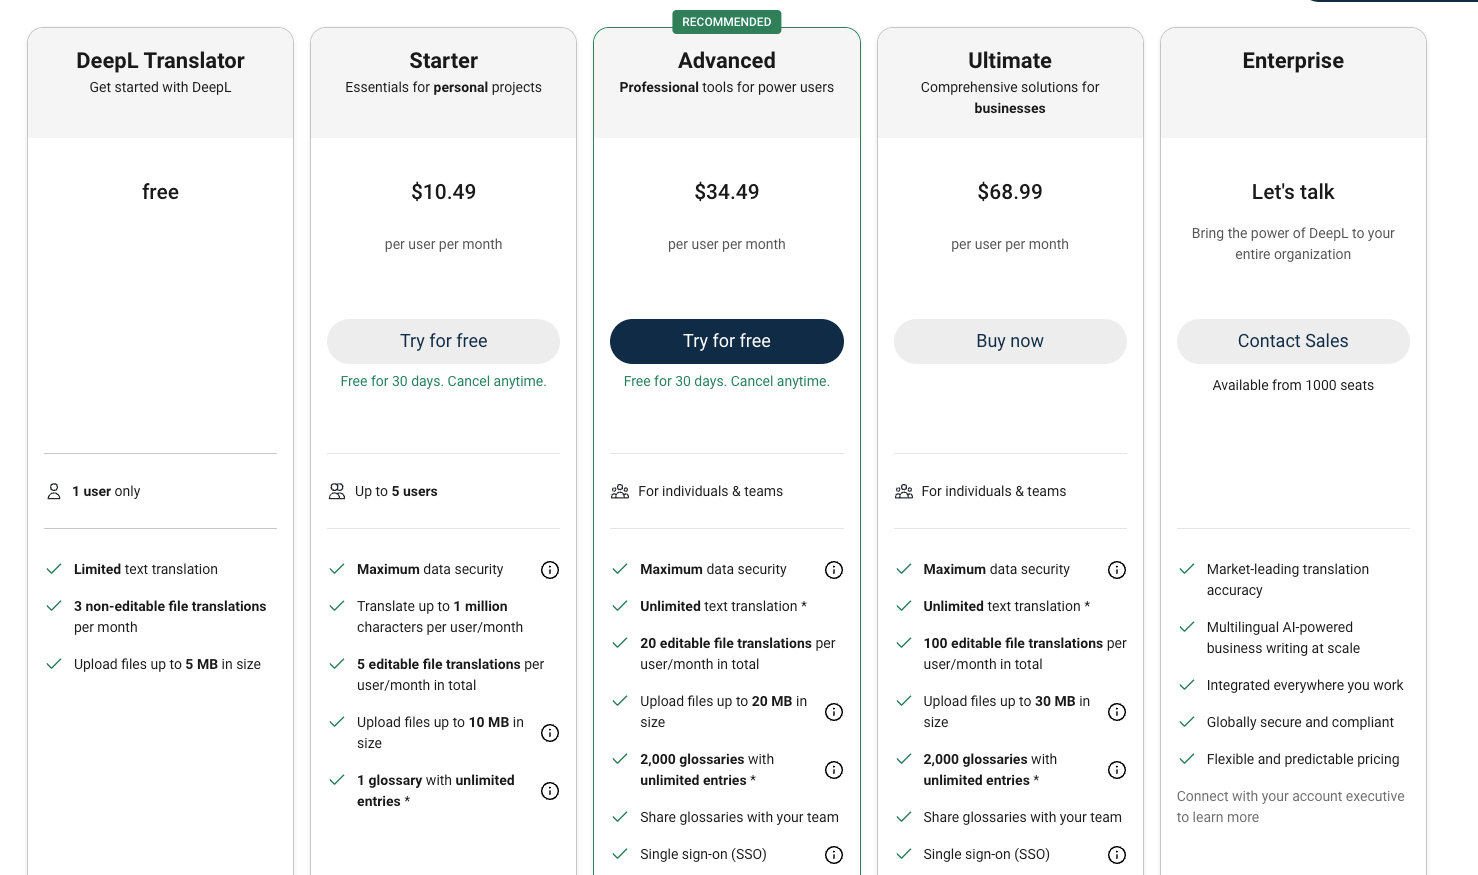 DeepL Translator
Get started with DeepL
free
1 user only
Limited text translation
3 non-editable file translations
per month
Upload files up to 5 MB in size
Starter
Essentials for personal projects
$10.49
per user per month
Try for free
Free for 30 days. Cancel anytime.
Up to 5 users
Maximum data security
Translate up to 1 million
characters per user/month
5 editable file translations per
user/month in total
Upload files up to 10 MB in
size
1 glossary with unlimited
entries *
RECOMMENDED
Advanced
Professional tools for power users
$34.49
per user per month
Try for free
Free for 30 days. Cancel anytime.
For individuals & teams
Maximum data security
Unlimited text translation *
20 editable file translations per
user/month in total
Upload files up to 20 MB in
size
2,000 glossaries with
unlimited entries *
Share glossaries with your team
Single sign-on (SSO)
Ultimate
Comprehensive solutions for
businesses
$68.99
per user per month
Buy now
For individuals & teams
Maximum data security
Unlimited text translation *
100 editable file translations per
user/month in total
Upload files up to 30 MB in
size
2,000 glossaries with
unlimited entries *
Share glossaries with your team
Single sign-on (SSO)
Enterprise
Let's talk
Bring the power of DeepL to your
entire organization
Contact Sales
Available from 1000 seats
Market-leading translation
accuracy
Multilingual AI-powered
business writing at scale
Integrated everywhere you work
Globally secure and compliant
Flexible and predictable pricing
Connect with your account executive
to learn more